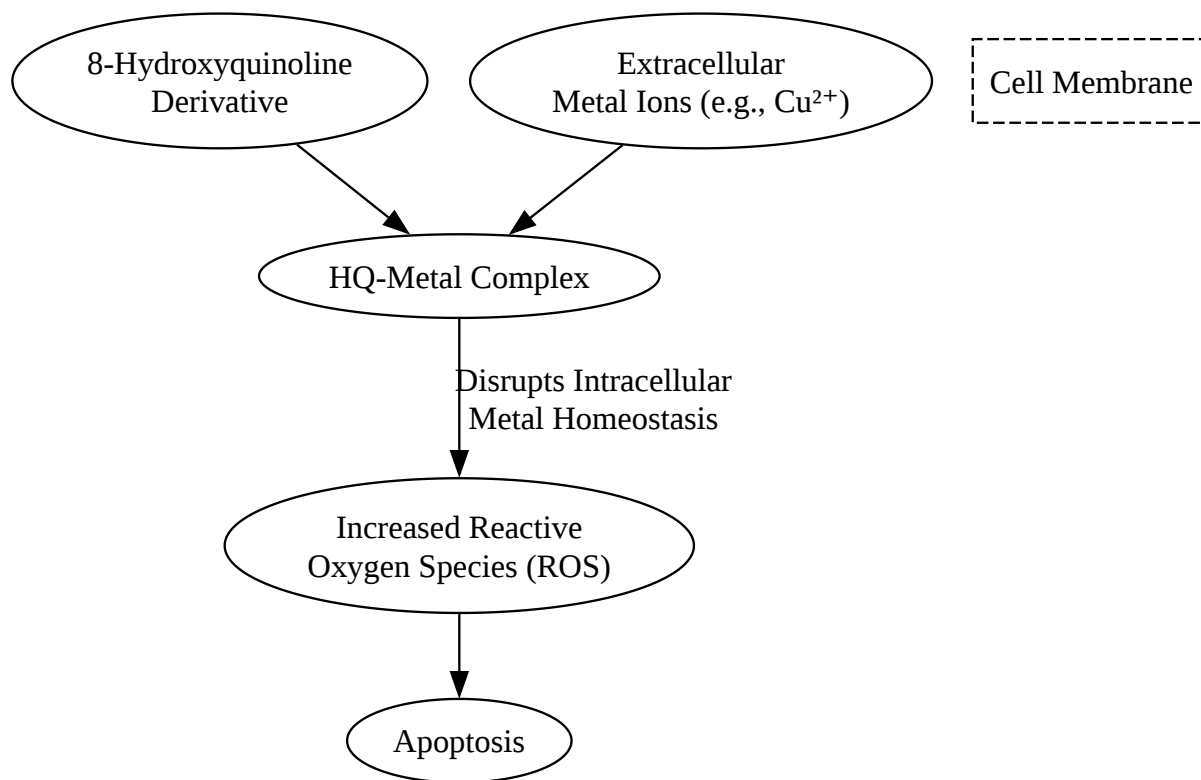 8-Hydroxyquinoline
Derivative
Extracellular
Metal Ions (e.g., Cu²⁺)
Cell Membrane
HQ-Metal Complex
Disrupts Intracellular
Metal Homeostasis
Increased Reactive
Oxygen Species (ROS)
Apoptosis